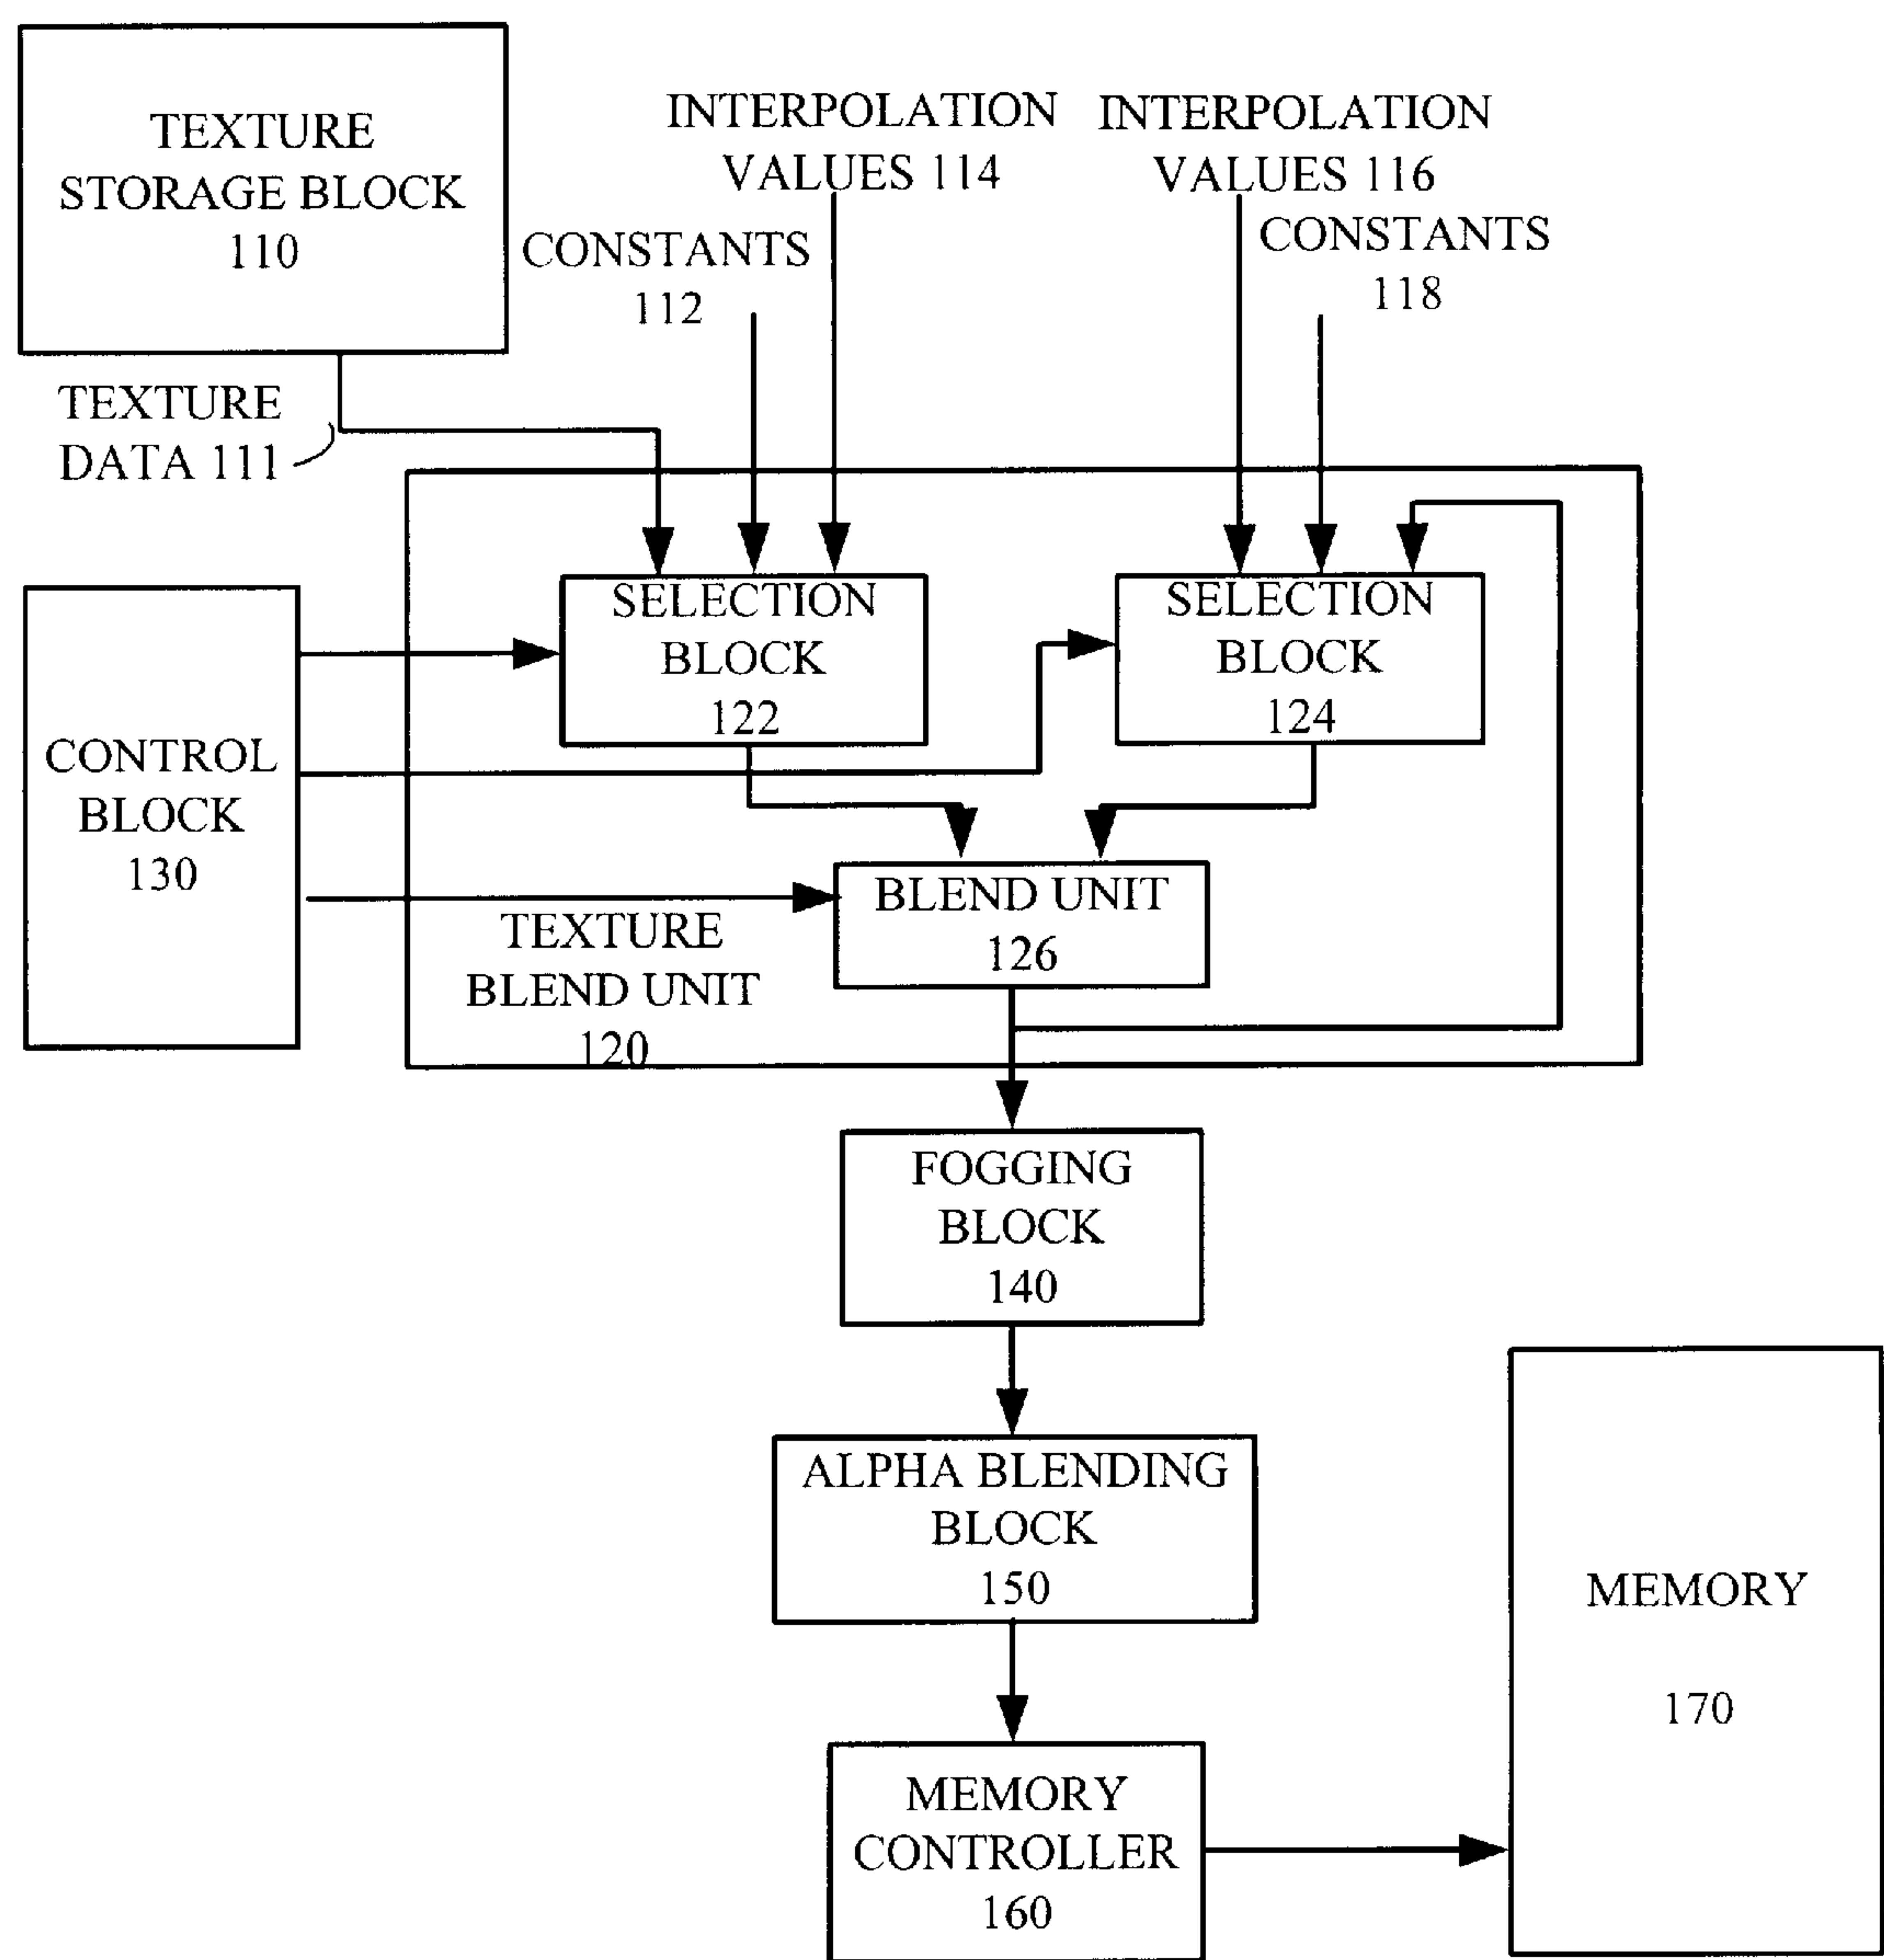 TEXTURE
STORAGE BLOCK
110
INTERPOLATION
VALUES 114
INTERPOLATION
VALUES 116
CONSTANTS
112
CONSTANTS
118
TEXTURE
DATA 111
SELECTION
BLOCK
122
SELECTION
BLOCK
124
CONTROL
BLOCK
130
BLEND UNIT
126
TEXTURE
BLEND UNIT
120
FOGGING
BLOCK
140
ALPHA BLENDING
BLOCK
150
MEMORY
170
MEMORY
CONTROLLER
160